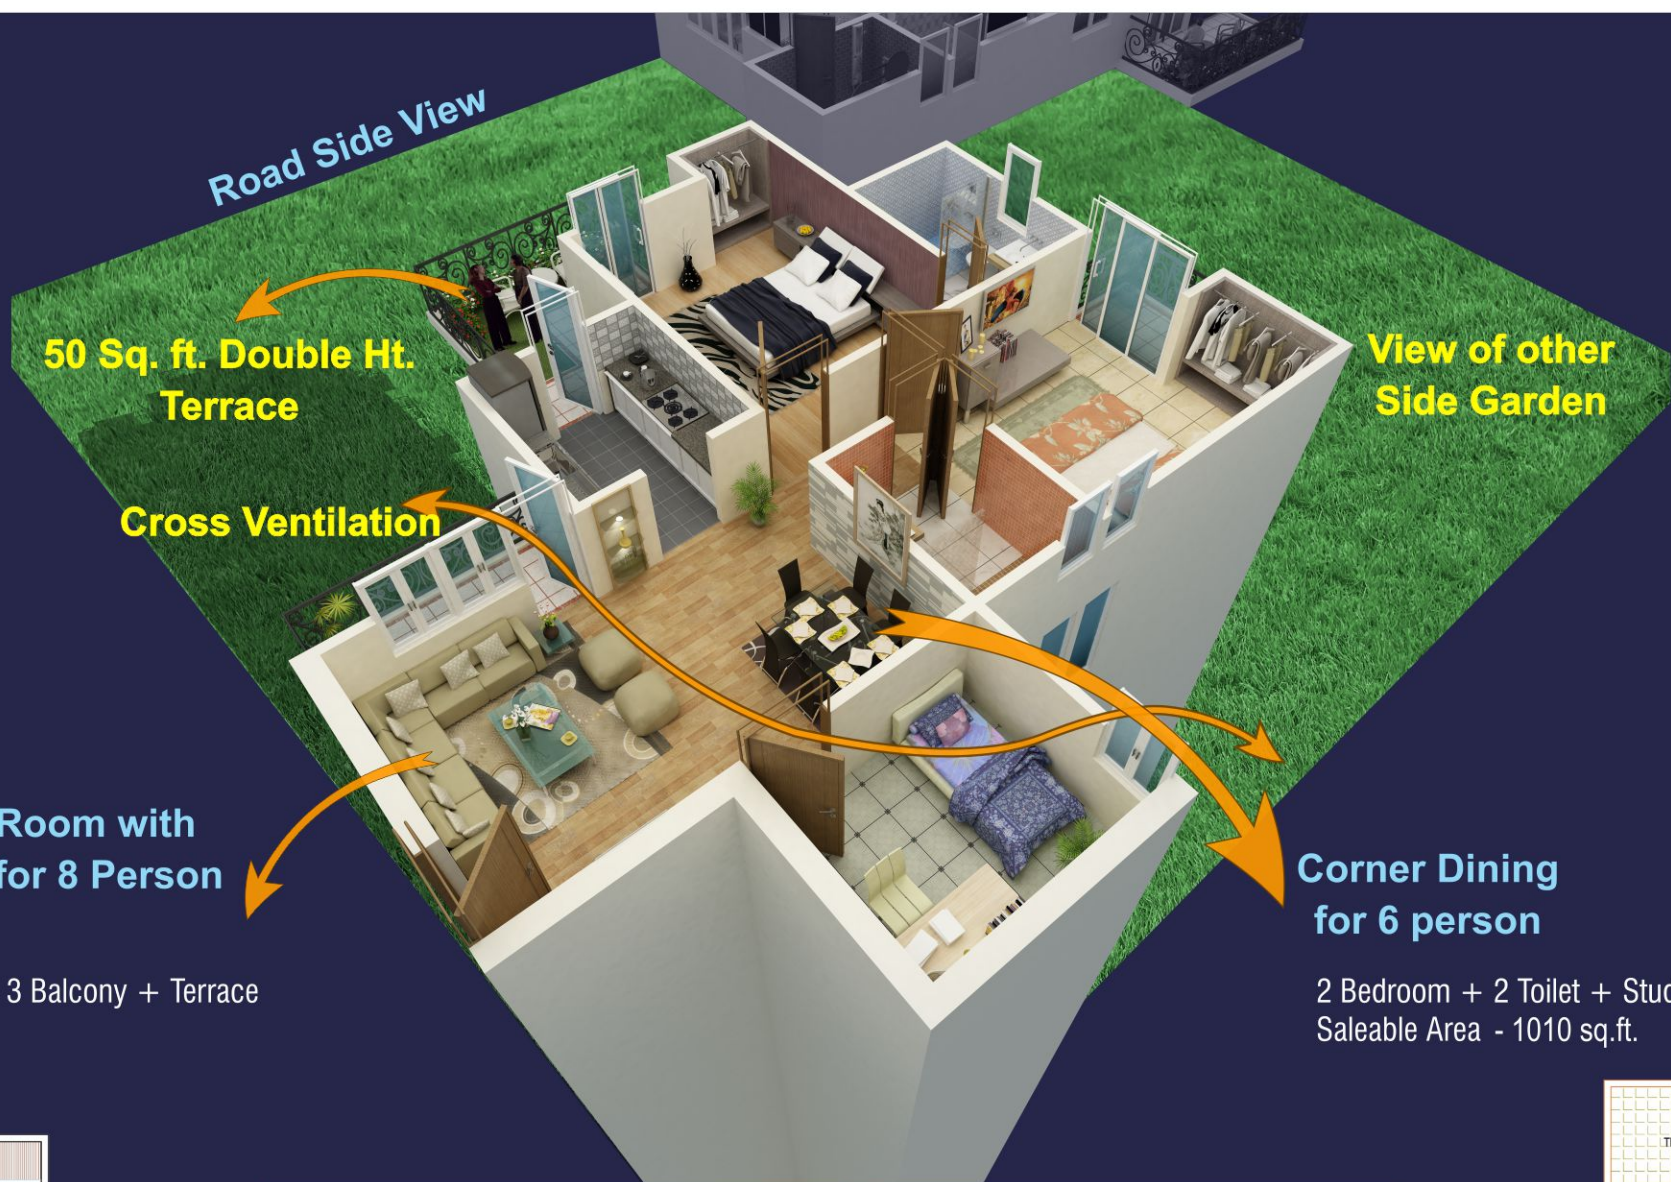 Road Side View
50 Sq. ft. Double Ht.
Terrace
View of other
Side Garden
Cross Ventilation
Room with
for 8 Person
Corner Dining
for 6 person
3 Balcony + Terrace
2 Bedroom + 2 Toilet +
Saleable Area - 1010 sq.ft.